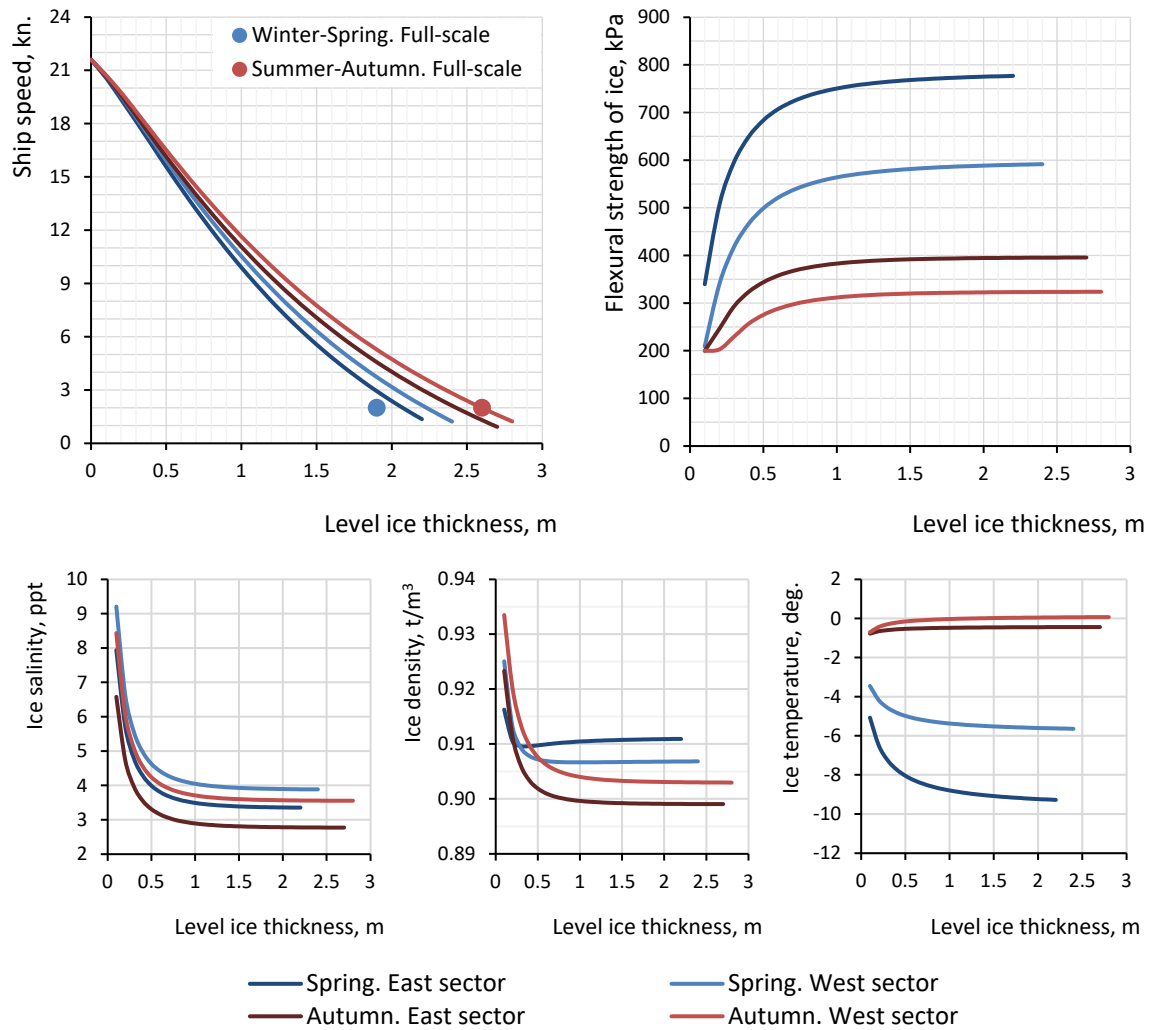 Ship speed, kn.
24
21
18
15
12
9
6
3
0
Winter-Spring. Full-scale
Summer-Autumn. Full-scale
0 0.5 1 1.5 2 2.5 3
Level ice thickness, m
Flexural strength of ice, kPa
900
800
700
600
500
400
300
200
100
0
0 0.5 1 1.5 2 2.5 3
Level ice thickness, m
Ice salinity, ppt
10
9
8
7
6
5
4
3
2
0 0.5 1 1.5 2 2.5 3
Level ice thickness, m
Ice density, t/m³
0.94
0.93
0.92
0.91
0.90
0.89
0 0.5 1 1.5 2 2.5 3
Level ice thickness, m
Ice temperature, deg.
2
0
-2
-4
-6
-8
-10
-12
0 0.5 1 1.5 2 2.5 3
Level ice thickness, m
Spring. East sector
Spring. West sector
Autumn. East sector
Autumn. West sector